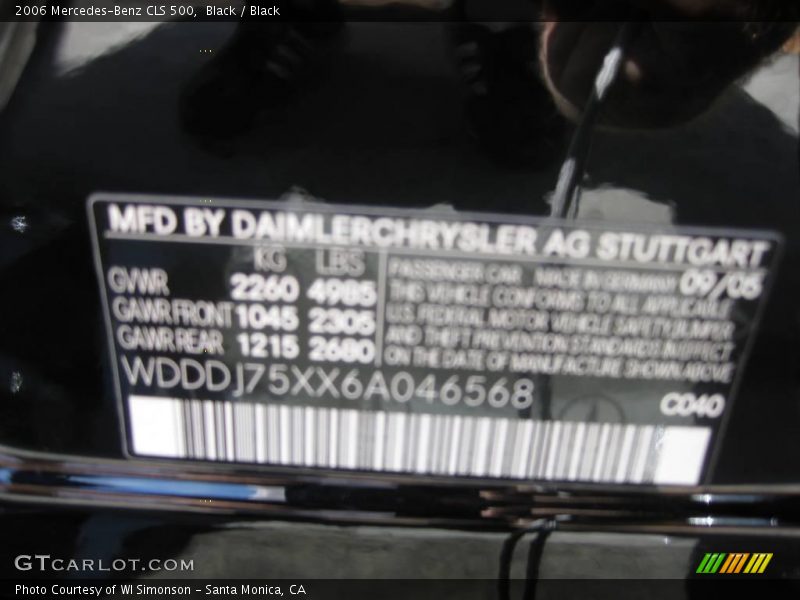 2006 Mercedes-Benz CLS 500,  Black / Black
MFD BY DAIMLERCHRYSLER AG STUTTGART
KG LBS
GVWR 2260 4985
GAWR FRONT 1045 2305
GAWR REAR 1215 2680
PASSENGER CAR MADE IN GERMANY 09/05
THIS VEHICLE CONFORMS TO ALL APPLICABLE
U.S. FEDERAL MOTOR VEHICLE SAFETY BUMPER
AND THEFT PREVENTION STANDARDS IN EFFECT
ON THE DATE OF MANUFACTURE SHOWN ABOVE
WDDDJ75XX6A046568
C040
GTCARLOT.COM
Photo Courtesy of WI Simonson – Santa Monica, CA